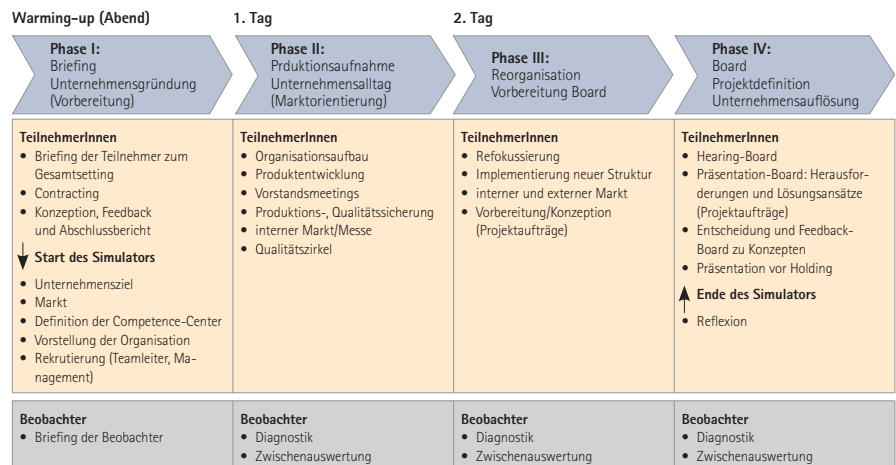 Warming-up (Abend)
1. Tag
2. Tag
Phase I:
Briefing
Unternehmensgründung
(Vorbereitung)
Phase II:
Prduktionsaufnahme
Unternehmensalltag
(Marktorientierung)
Phase III:
Reorganisation
Vorbereitung Board
Phase IV:
Board
Projektdefinition
Unternehmensauflösung
TeilnehmerInnen
• Briefing der Teilnehmer zum
Gesamtsetting
• Contracting
• Konzeption, Feedback
und Abschlussbericht
Start des Simulators
• Unternehmensziel
• Markt
• Definition der Competence-Center
• Vorstellung der Organisation
• Rekrutierung (Teamleiter, Ma-
nagement)
TeilnehmerInnen
• Organisationsaufbau
• Produktentwicklung
• Vorstandsmeetings
• Produktions-, Qualitätssicherung
• interner Markt/Messe
• Qualitätszirkel
TeilnehmerInnen
• Refokussierung
• Implementierung neuer Struktur
• interner und externer Markt
• Vorbereitung/Konzeption
(Projektaufträge)
TeilnehmerInnen
• Hearing-Board
• Präsentation-Board: Herausfor-
derungen und Lösungsansätze
(Projektaufträge)
• Entscheidung und Feedback-
Board zu Konzepten
• Präsentation vor Holding
Ende des Simulators
• Reflexion
Beobachter
• Briefing der Beobachter
Beobachter
• Diagnostik
• Zwischenauswertung
Beobachter
• Diagnostik
• Zwischenauswertung
Beobachter
• Diagnostik
• Zwischenauswertung